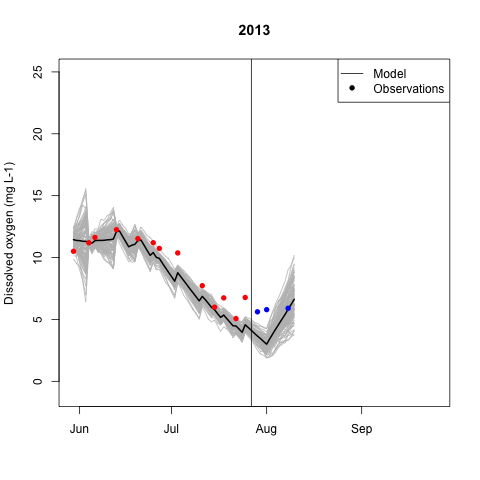 2013
Model
Observations
Dissolved oxygen (mg L-1)
25
20
15
10
5
0
Jun
Jul
Aug
Sep